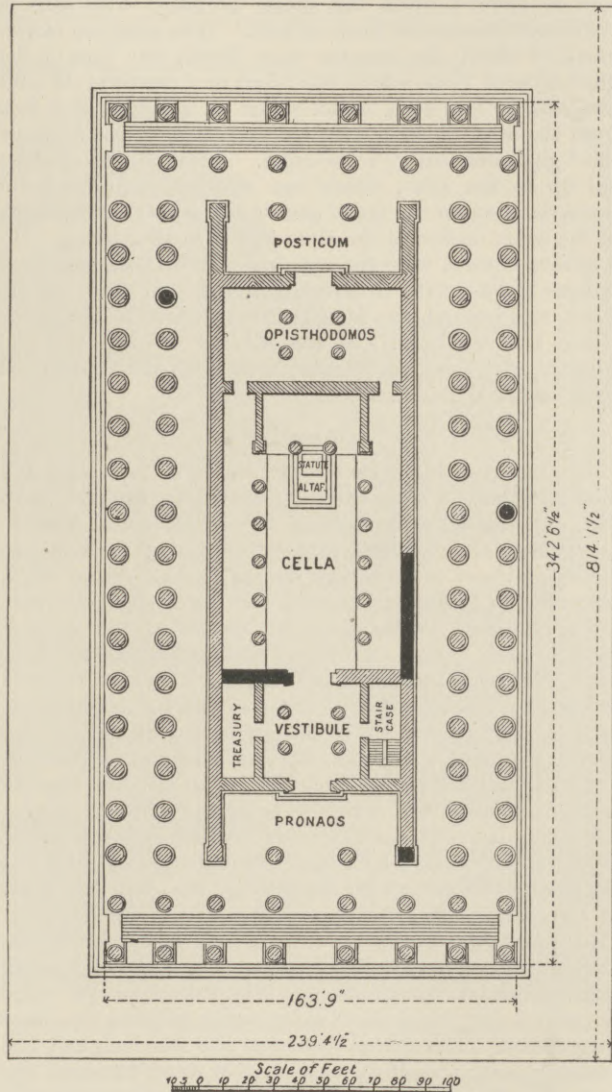 POSTICUM
OPISTHODOMOS
STATUTE
ALTAR
CELLA
TREASURY
VESTIBULE
STAIR
CASE
PRONAOS
342'6½"
814'1½"
163'.9"
239'4½"
Scale of Feet
10 5 0 10 20 30 40 50 60 70 80 90 100